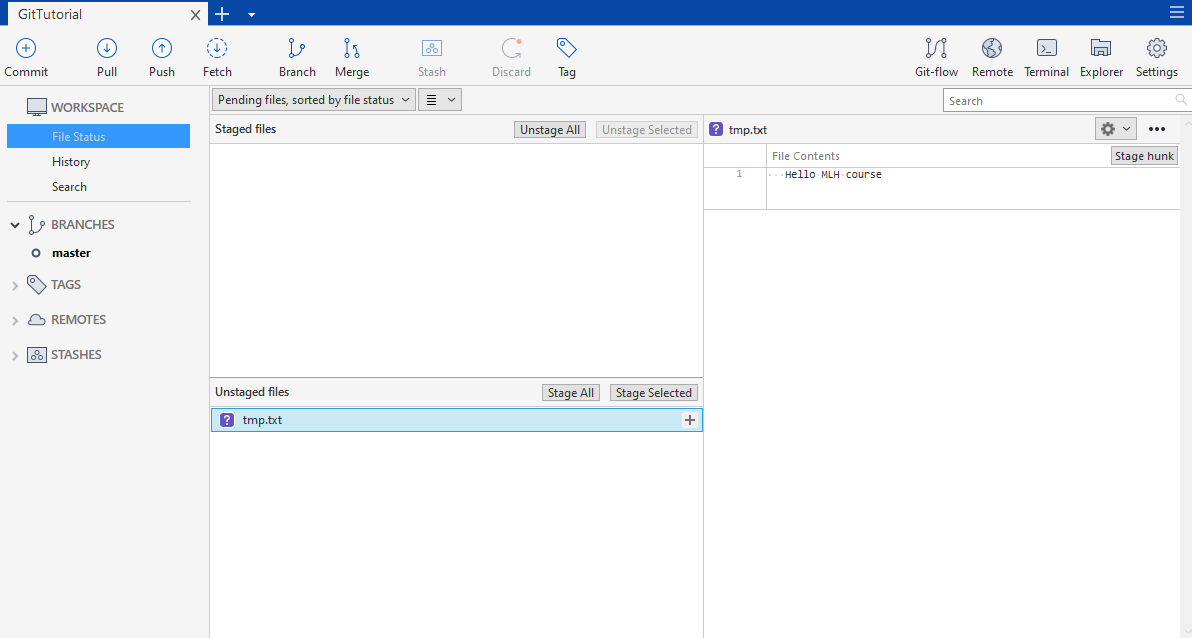 GitTutorial
Commit Pull Push Fetch Branch Merge Stash Discard Tag Git-flow Remote Terminal Explorer Settings
WORKSPACE
File Status
History
Search
BRANCHES
master
TAGS
REMOTES
STASHES
Pending files, sorted by file status
Search
Staged files Unstage All Unstage Selected
Unstaged files Stage All Stage Selected
? tmp.txt +
? tmp.txt
File Contents Stage hunk
1 Hello MLH course